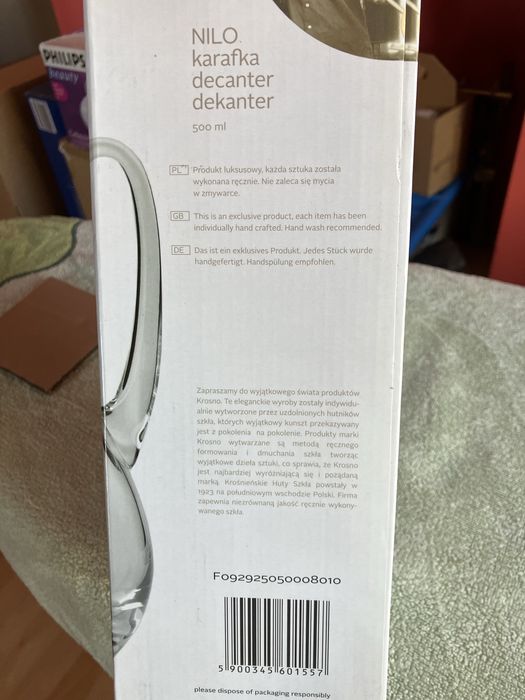 PHILIPS
beauty
NILO.
karafka
decanter
dekanter
500 ml
PL Produkt luksusowy, każda sztuka została
wykonana ręcznie. Nie zaleca się mycia
w zmywarce.
GB This is an exclusive product, each item has been
individually hand crafted. Hand wash recommended.
DE Das ist ein exklusives Produkt. Jedes Stück wurde
handgefertigt. Handspülung empfohlen.
Zapraszamy do wyjątkowego świata produktów
Krosno. Te eleganckie wyroby zostały indywidu-
alnie wytworzone przez uzdolnionych hutników
szkła, których wyjątkowy kunszt przekazywany
jest z pokolenia na pokolenie. Produkty marki
Krosno wytwarzane są metodą ręcznego
formowania i dmuchania szkła tworząc
wyjątkowe dzieła sztuki, co sprawia, że Krosno
jest najbardziej wyróżniającą się i pożądaną
marką. Krośnieńskie Huty Szkła powstały w
1923 na południowym wschodzie Polski. Firma
zapewnia niezrównaną jakość ręcznie wykony-
wanego szkła.
F092925050008010
5 900345 601557
please dispose of packaging responsibly